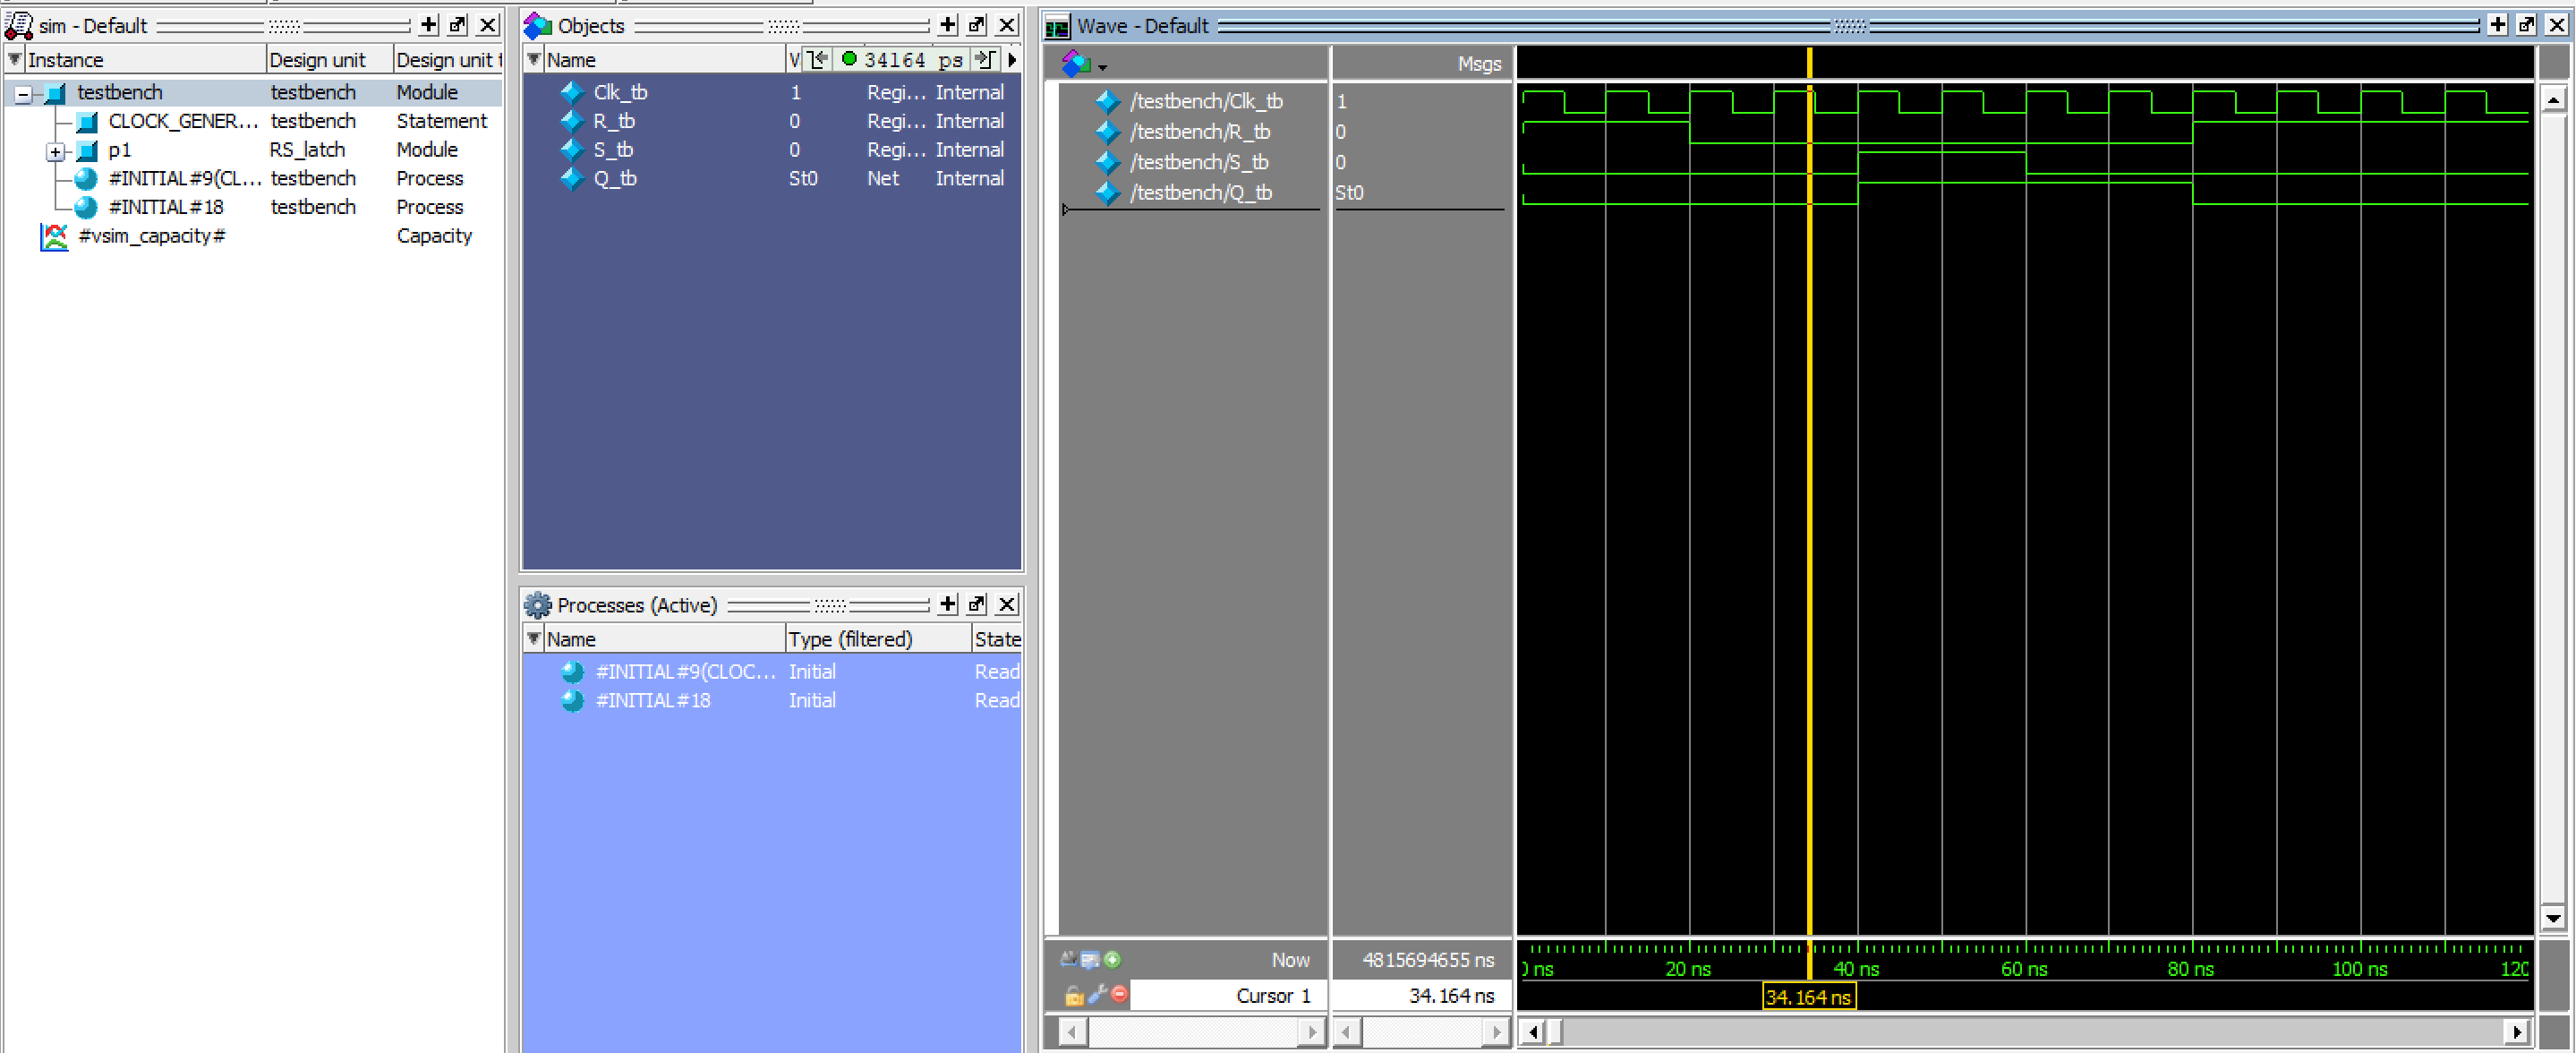 sim - Default
Instance Design unit Design unit t
testbench testbench Module
CLOCK_GENER... testbench Statement
p1 RS_latch Module
#INITIAL#9(CL... testbench Process
#INITIAL#18 testbench Process
#vsim_capacity# Capacity
Objects
Name V 34164 ps
Clk_tb 1 Regi... Internal
R_tb 0 Regi... Internal
S_tb 0 Regi... Internal
Q_tb St0 Net Internal
Processes (Active)
Name Type (filtered) State
#INITIAL#9(CLOC... Initial Read
#INITIAL#18 Initial Read
Wave - Default
Msgs
/testbench/Clk_tb 1
/testbench/R_tb 0
/testbench/S_tb 0
/testbench/Q_tb St0
Now 4815694655 ns
ns 20 ns 40 ns 60 ns 80 ns 100 ns 120
Cursor 1 34.164 ns
34.164 ns